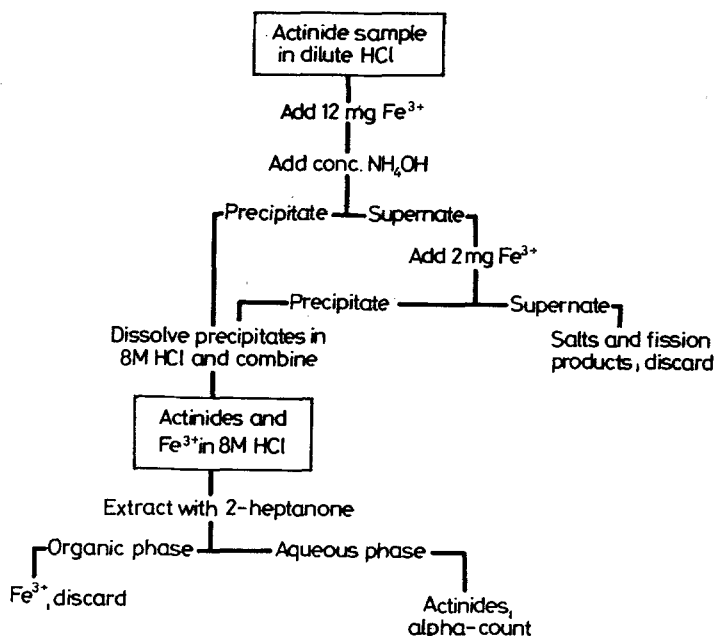 Actinide sample
in dilute HCl
Add 12 mg Fe³⁺
Add conc. NH₄OH
Precipitate
Supernate
Add 2 mg Fe³⁺
Precipitate
Supernate
Dissolve precipitates in
8M HCl and combine
Salts and fission
products, discard
Actinides and
Fe³⁺ in 8M HCl
Extract with 2-heptanone
Organic phase
Aqueous phase
Fe³⁺, discard
Actinides,
alpha-count